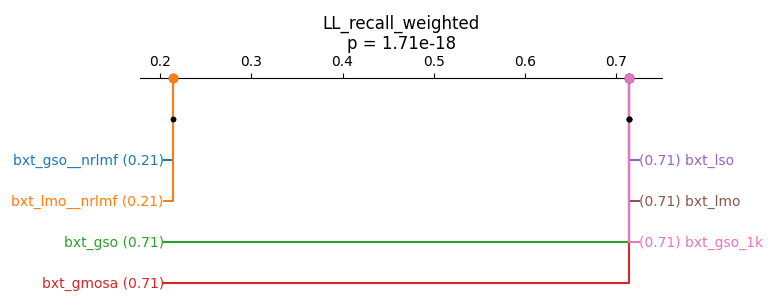 LL_recall_weighted
p = 1.71e-18
0.2 0.3 0.4 0.5 0.6 0.7
bxt_gso__nrlmf (0.21) (0.71) bxt_lso
bxt_lmo__nrlmf (0.21) (0.71) bxt_lmo
bxt_gso (0.71) (0.71) bxt_gso_1k
bxt_gmosa (0.71)